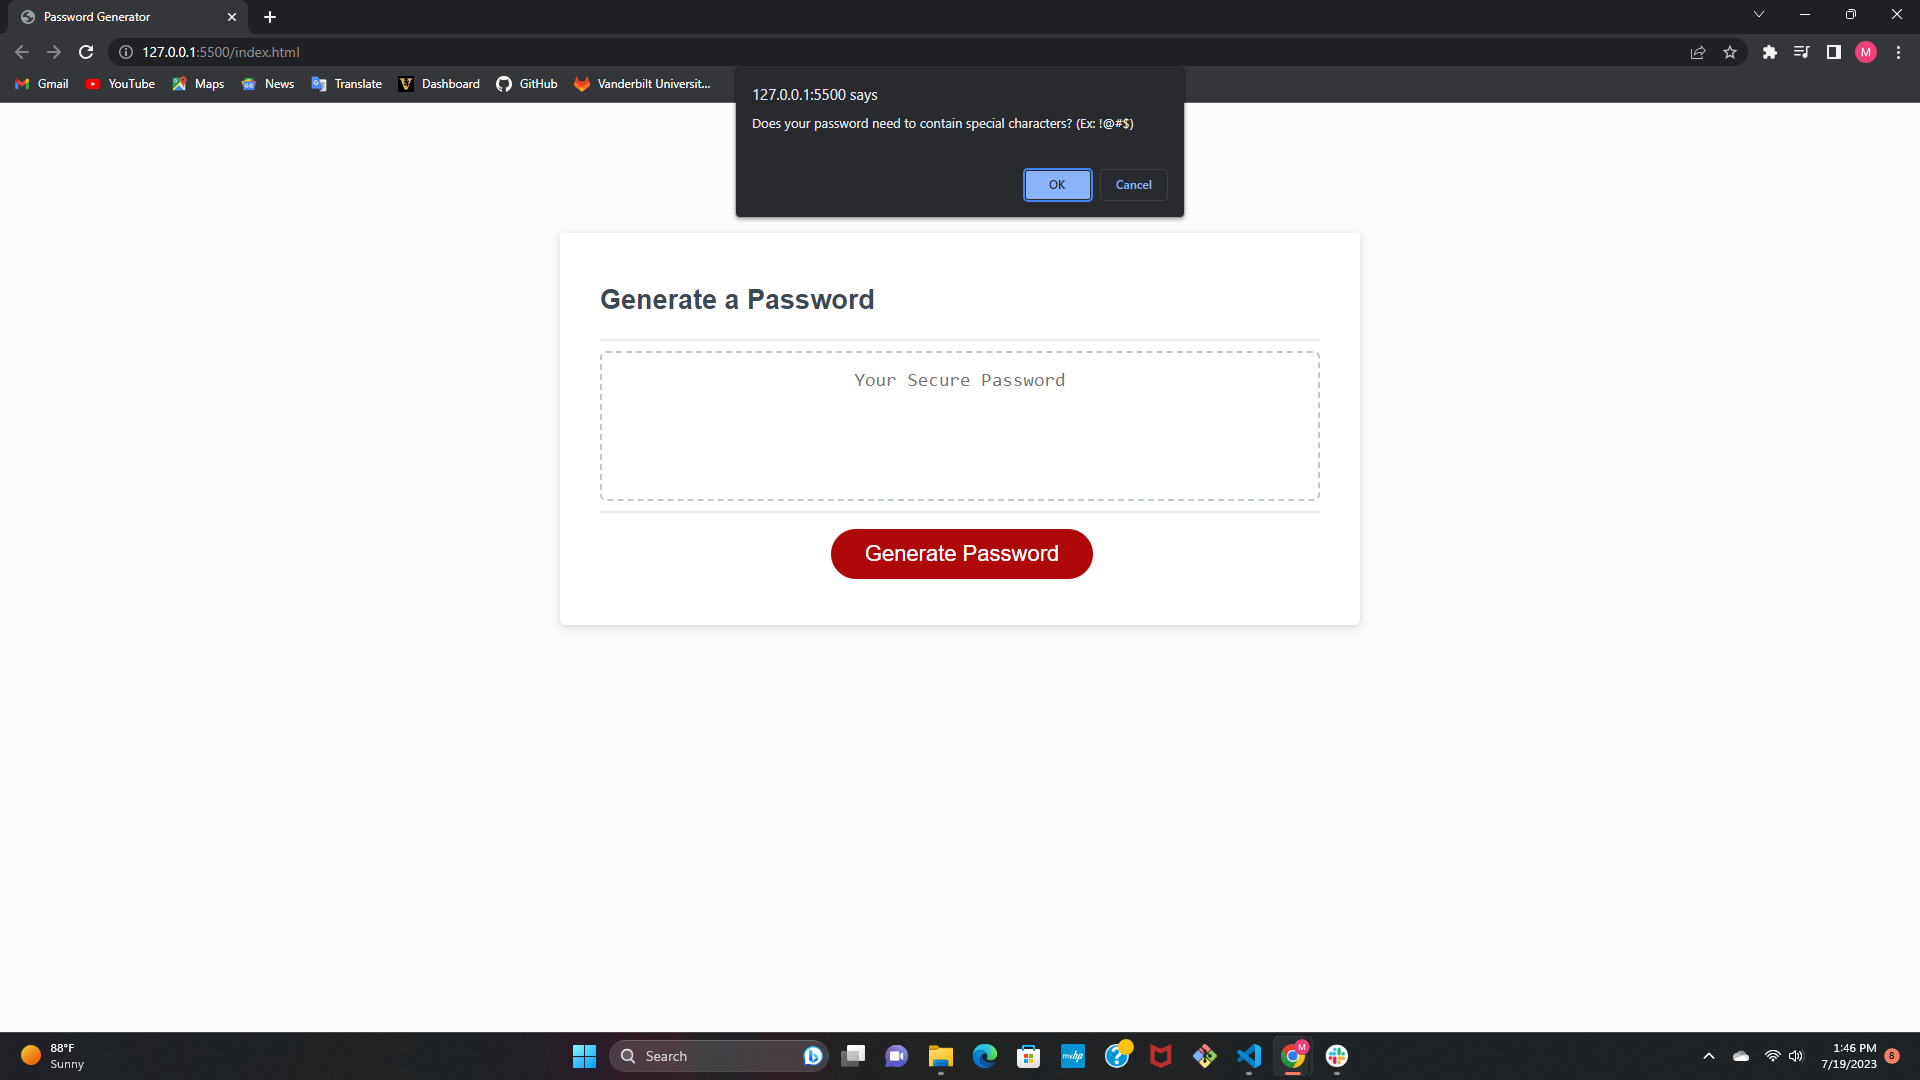 Password Generator
127.0.0.1:5500/index.html
M
Gmail
YouTube
Maps
News
Translate
Dashboard
GitHub
Vanderbilt Universit...
127.0.0.1:5500 says
Does your password need to contain special characters? (Ex: !@#$)
OK
Cancel
Generate a Password
Your Secure Password
Generate Password
88°F
Sunny
Search
myhp
M
1:46 PM
7/19/2023
8